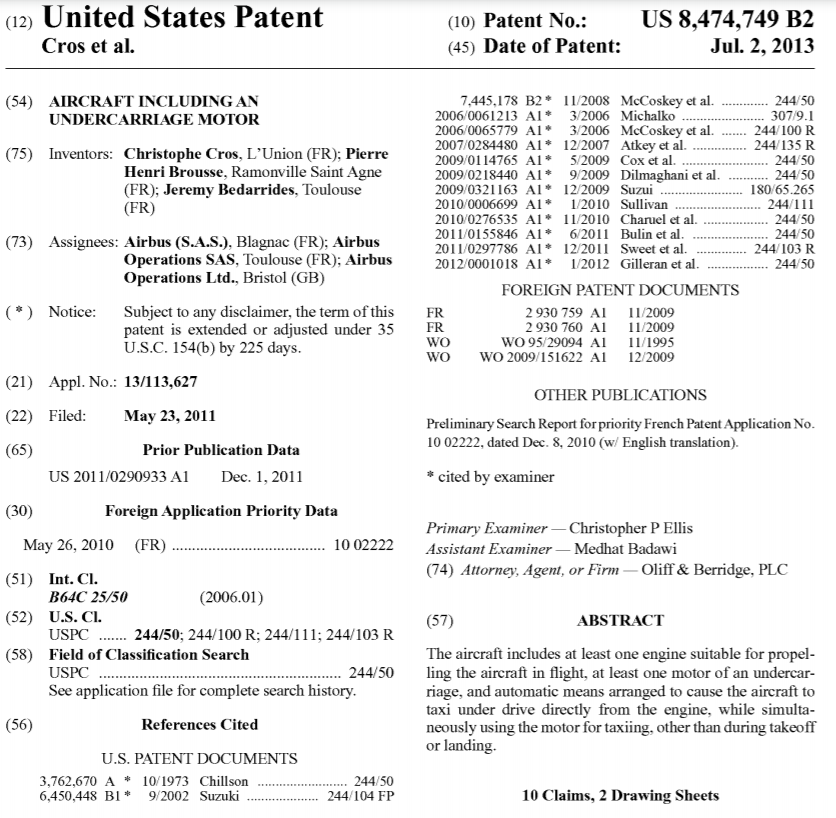 (12) United States Patent
Cros et al.
(10) Patent No.: US 8,474,749 B2
(45) Date of Patent: Jul. 2, 2013
(54) AIRCRAFT INCLUDING AN
UNDERCARRIAGE MOTOR
(75) Inventors: Christophe Cros, L'Union (FR); Pierre
Henri Brousse, Ramonville Saint Agne
(FR); Jeremy Bedarrides, Toulouse
(FR)
(73) Assignees: Airbus (S.A.S.), Blagnac (FR); Airbus
Operations SAS, Toulouse (FR); Airbus
Operations Ltd., Bristol (GB)
( * ) Notice: Subject to any disclaimer, the term of this
patent is extended or adjusted under 35
U.S.C. 154(b) by 225 days.
(21) Appl. No.: 13/113,627
(22) Filed: May 23, 2011
(65) Prior Publication Data
US 2011/0290933 A1 Dec. 1, 2011
(30) Foreign Application Priority Data
May 26, 2010 (FR) ..................................... 10 02222
(51) Int. Cl.
B64C 25/50 (2006.01)
(52) U.S. Cl.
USPC ....... 244/50; 244/100 R; 244/111; 244/103 R
(58) Field of Classification Search
USPC .......................................................... 244/50
See application file for complete search history.
(56) References Cited
U.S. PATENT DOCUMENTS
3,762,670 A * 10/1973 Chillson ........................ 244/50
6,450,448 B1 * 9/2002 Suzuki ................... 244/104 FP
7,445,178 B2 * 11/2008 McCoskey et al. ............. 244/50
2006/0061213 A1 * 3/2006 Michalko ...................... 307/9.1
2006/0065779 A1 * 3/2006 McCoskey et al. ....... 244/100 R
2007/0284480 A1 * 12/2007 Atkey et al. ................ 244/135 R
2009/0114765 A1 * 5/2009 Cox et al. ........................ 244/50
2009/0218440 A1 * 9/2009 Dilmaghani et al. ........... 244/50
2009/0321163 A1 * 12/2009 Suzui ....................... 180/65.265
2010/0006699 A1 * 1/2010 Sullivan ........................ 244/111
2010/0276535 A1 * 11/2010 Charuel et al. .................. 244/50
2011/0155846 A1 * 6/2011 Bulin et al. ...................... 244/50
2011/0297786 A1 * 12/2011 Sweet et al. .............. 244/103 R
2012/0001018 A1 * 1/2012 Gilleran et al. ................. 244/50
FOREIGN PATENT DOCUMENTS
FR 2 930 759 A1 11/2009
FR 2 930 760 A1 11/2009
WO WO 95/29094 A1 11/1995
WO WO 2009/151622 A1 12/2009
OTHER PUBLICATIONS
Preliminary Search Report for priority French Patent Application No.
10 02222, dated Dec. 8, 2010 (w/ English translation).
* cited by examiner
Primary Examiner — Christopher P Ellis
Assistant Examiner — Medhat Badawi
(74) Attorney, Agent, or Firm — Oliff & Berridge, PLC
(57) ABSTRACT
The aircraft includes at least one engine suitable for propel-
ling the aircraft in flight, at least one motor of an undercar-
riage, and automatic means arranged to cause the aircraft to
taxi under drive directly from the engine, while simulta-
neously using the motor for taxiing, other than during takeoff
or landing.
10 Claims, 2 Drawing Sheets